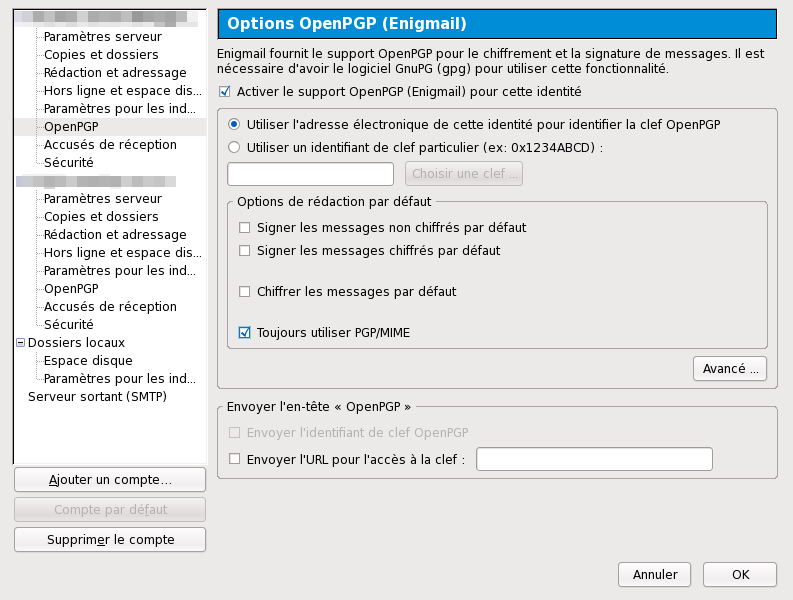 Paramètres serveur
Copies et dossiers
Rédaction et adressage
Hors ligne et espace dis...
Paramètres pour les ind...
OpenPGP
Accusés de réception
Sécurité
Paramètres serveur
Copies et dossiers
Rédaction et adressage
Hors ligne et espace dis...
Paramètres pour les ind...
OpenPGP
Accusés de réception
Sécurité
Dossiers locaux
Espace disque
Paramètres pour les ind...
Serveur sortant (SMTP)
Ajouter un compte...
Compte par défaut
Supprimer le compte
Options OpenPGP (Enigmail)
Enigmail fournit le support OpenPGP pour le chiffrement et la signature de messages. Il est
nécessaire d'avoir le logiciel GnuPG (gpg) pour utiliser cette fonctionnalité.
Activer le support OpenPGP (Enigmail) pour cette identité
Utiliser l'adresse électronique de cette identité pour identifier la clef OpenPGP
Utiliser un identifiant de clef particulier (ex: 0x1234ABCD) :
Choisir une clef ...
Options de rédaction par défaut
Signer les messages non chiffrés par défaut
Signer les messages chiffrés par défaut
Chiffrer les messages par défaut
Toujours utiliser PGP/MIME
Avancé ...
Envoyer l'en-tête « OpenPGP »
Envoyer l'identifiant de clef OpenPGP
Envoyer l'URL pour l'accès à la clef :
Annuler
OK